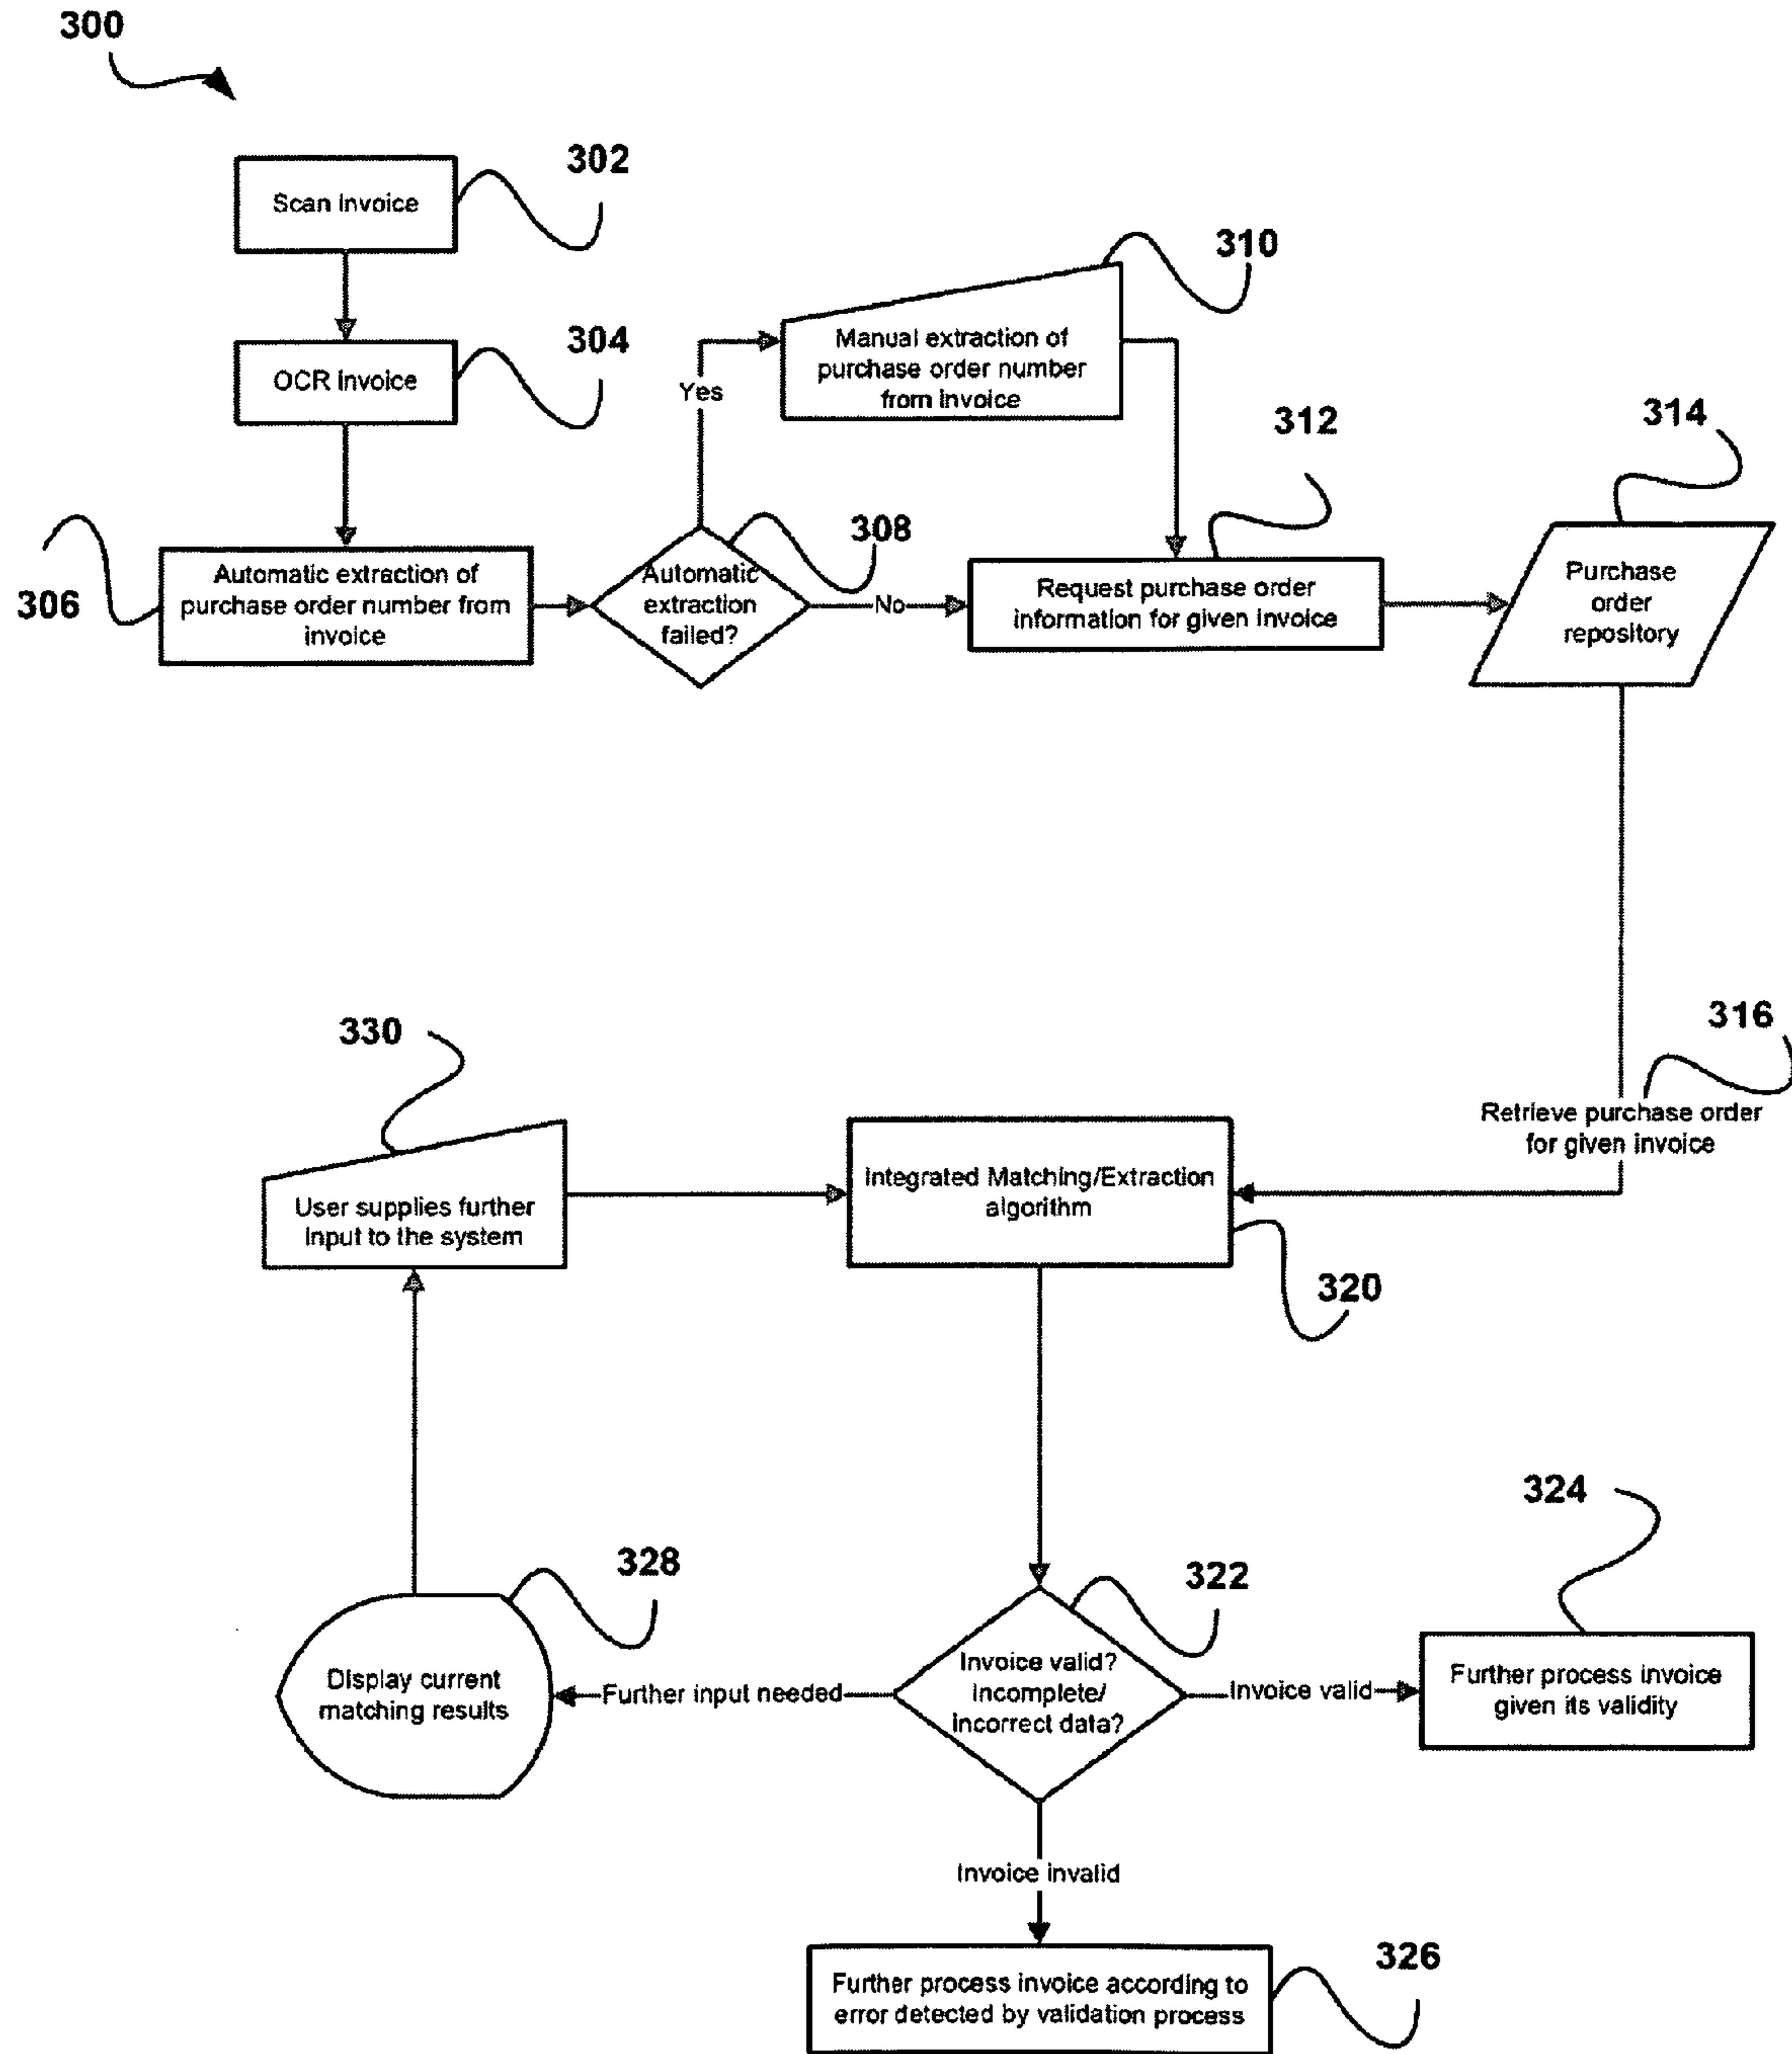 300
302
Scan Invoice
310
304
OCR Invoice
Manual extraction of
purchase order number
from invoice
Yes
312
314
308
306
Automatic extraction of
purchase order number from
invoice
Automatic
extraction
failed?
No
Request purchase order
information for given invoice
Purchase
order
repository
316
330
Retrieve purchase order
for given invoice
User supplies further
input to the system
Integrated Matching/Extraction
algorithm
320
324
328
322
Display current
matching results
Further input needed
Invoice valid?
Incomplete/
incorrect data?
Invoice valid
Further process invoice
given its validity
Invoice invalid
326
Further process invoice according to
error detected by validation process